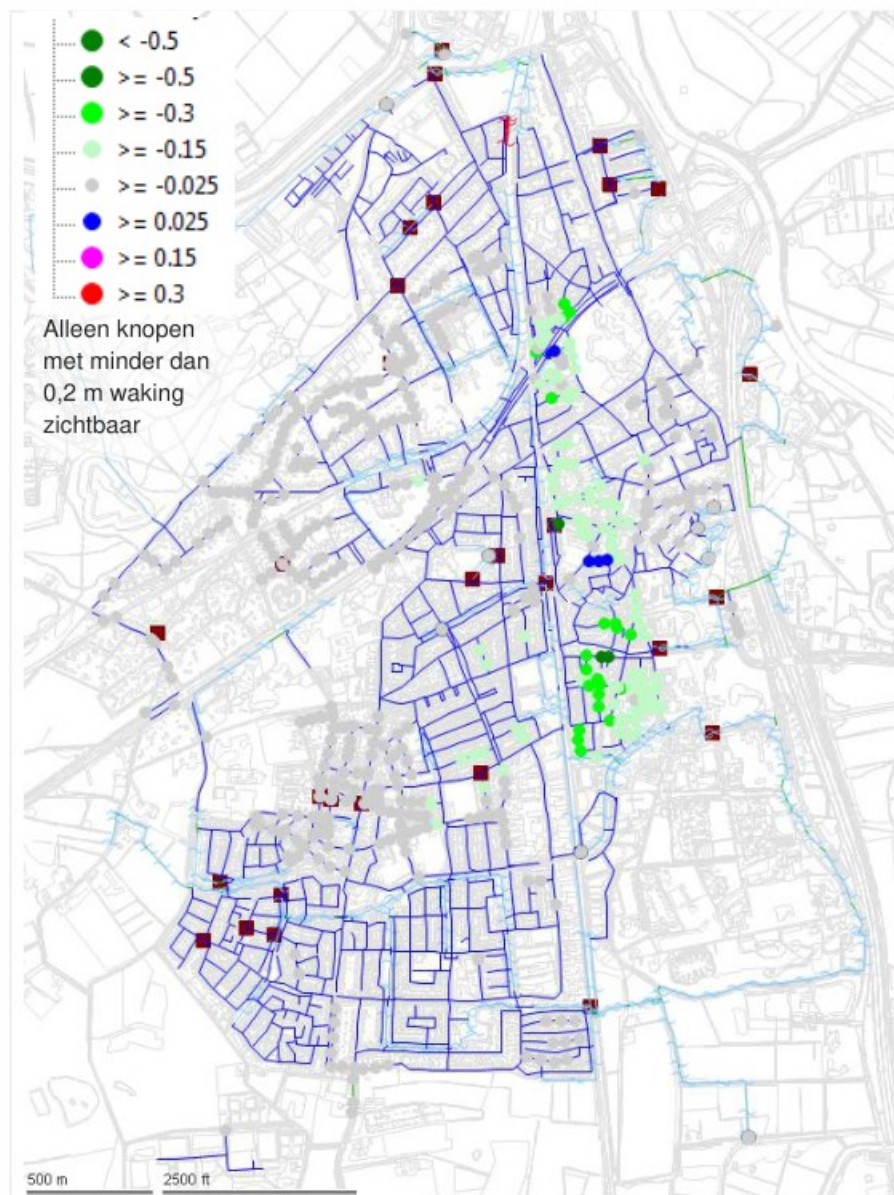 < -0.5
>= -0.5
>= -0.3
>= -0.15
>= -0.025
>= 0.025
>= 0.15
>= 0.3
Alleen knopen
met minder dan
0,2 m waking
zichtbaar
500 m 2500 ft